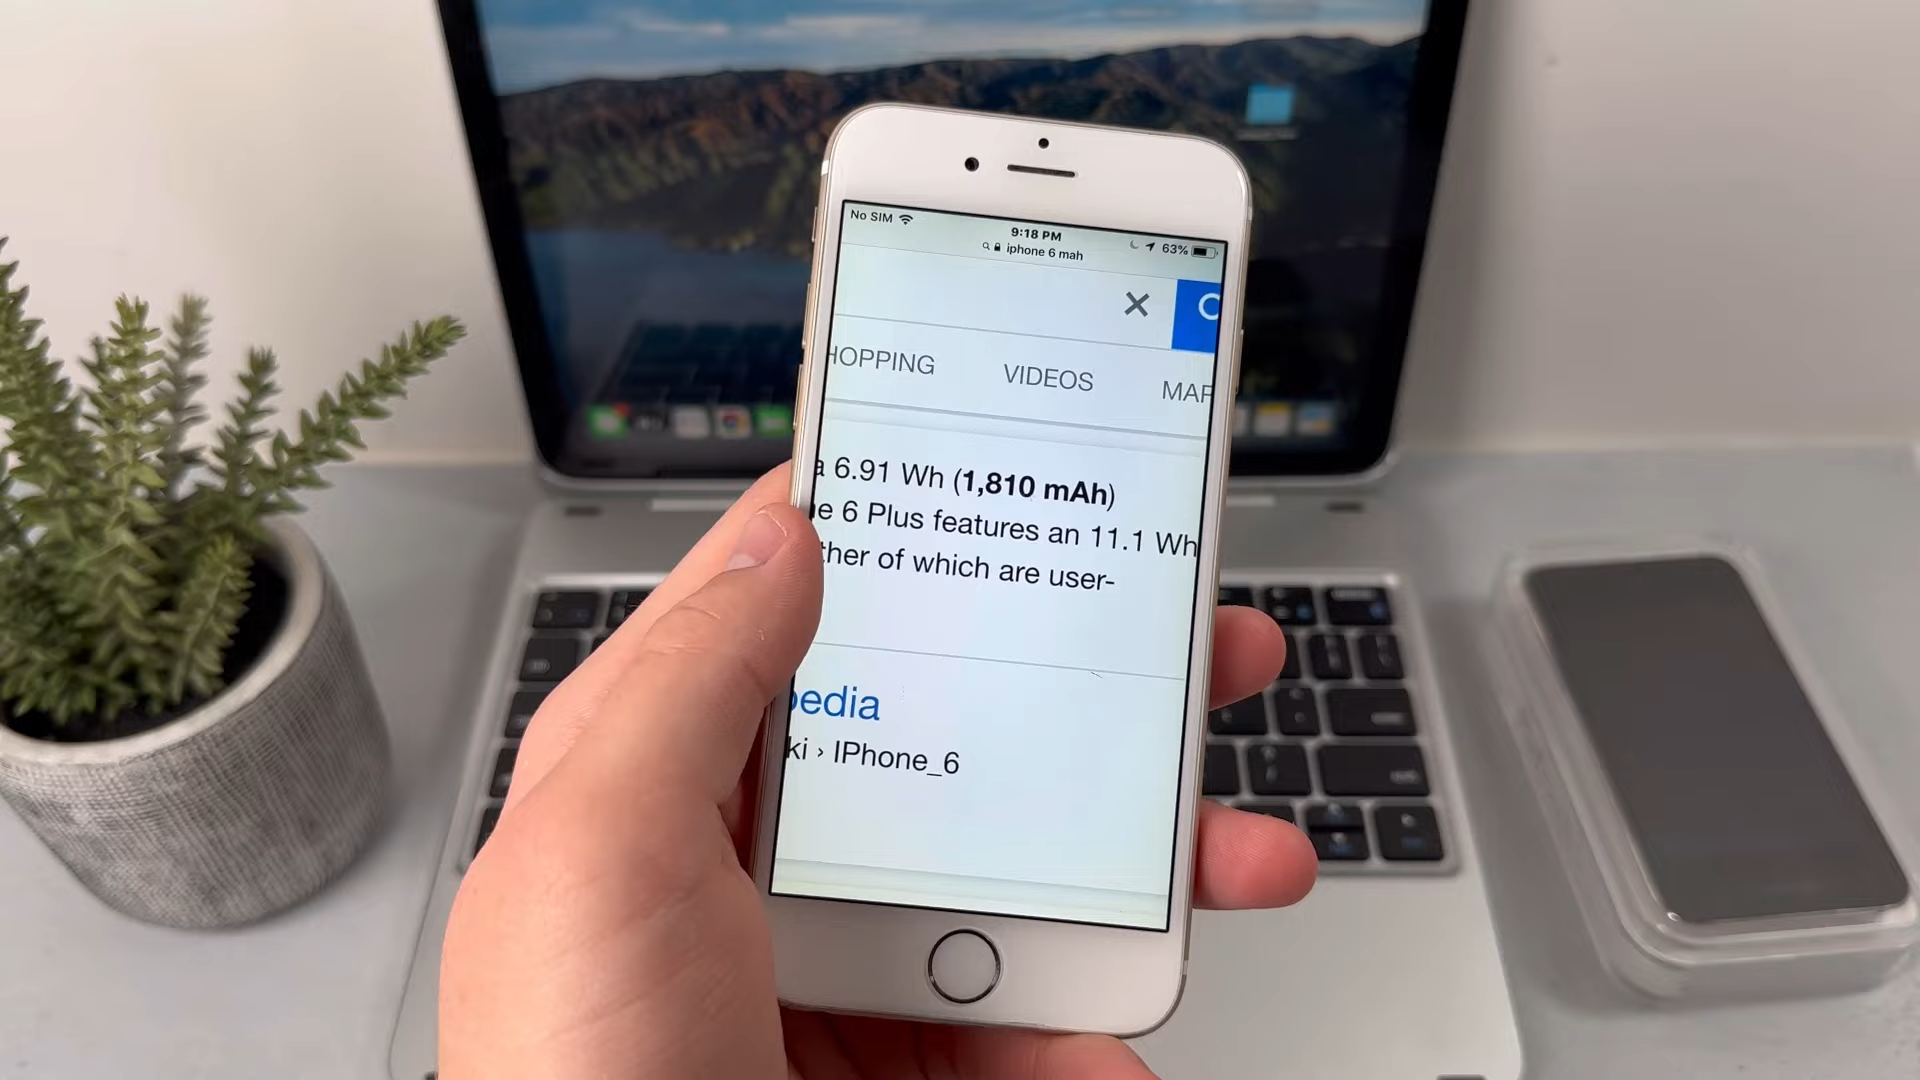 No SIM
9:18 PM
63%
iphone 6 mah
HOPPING VIDEOS MAP
a 6.91 Wh (1,810 mAh)
e 6 Plus features an 11.1 Wh
ther of which are user-
pedia
ki › IPhone_6